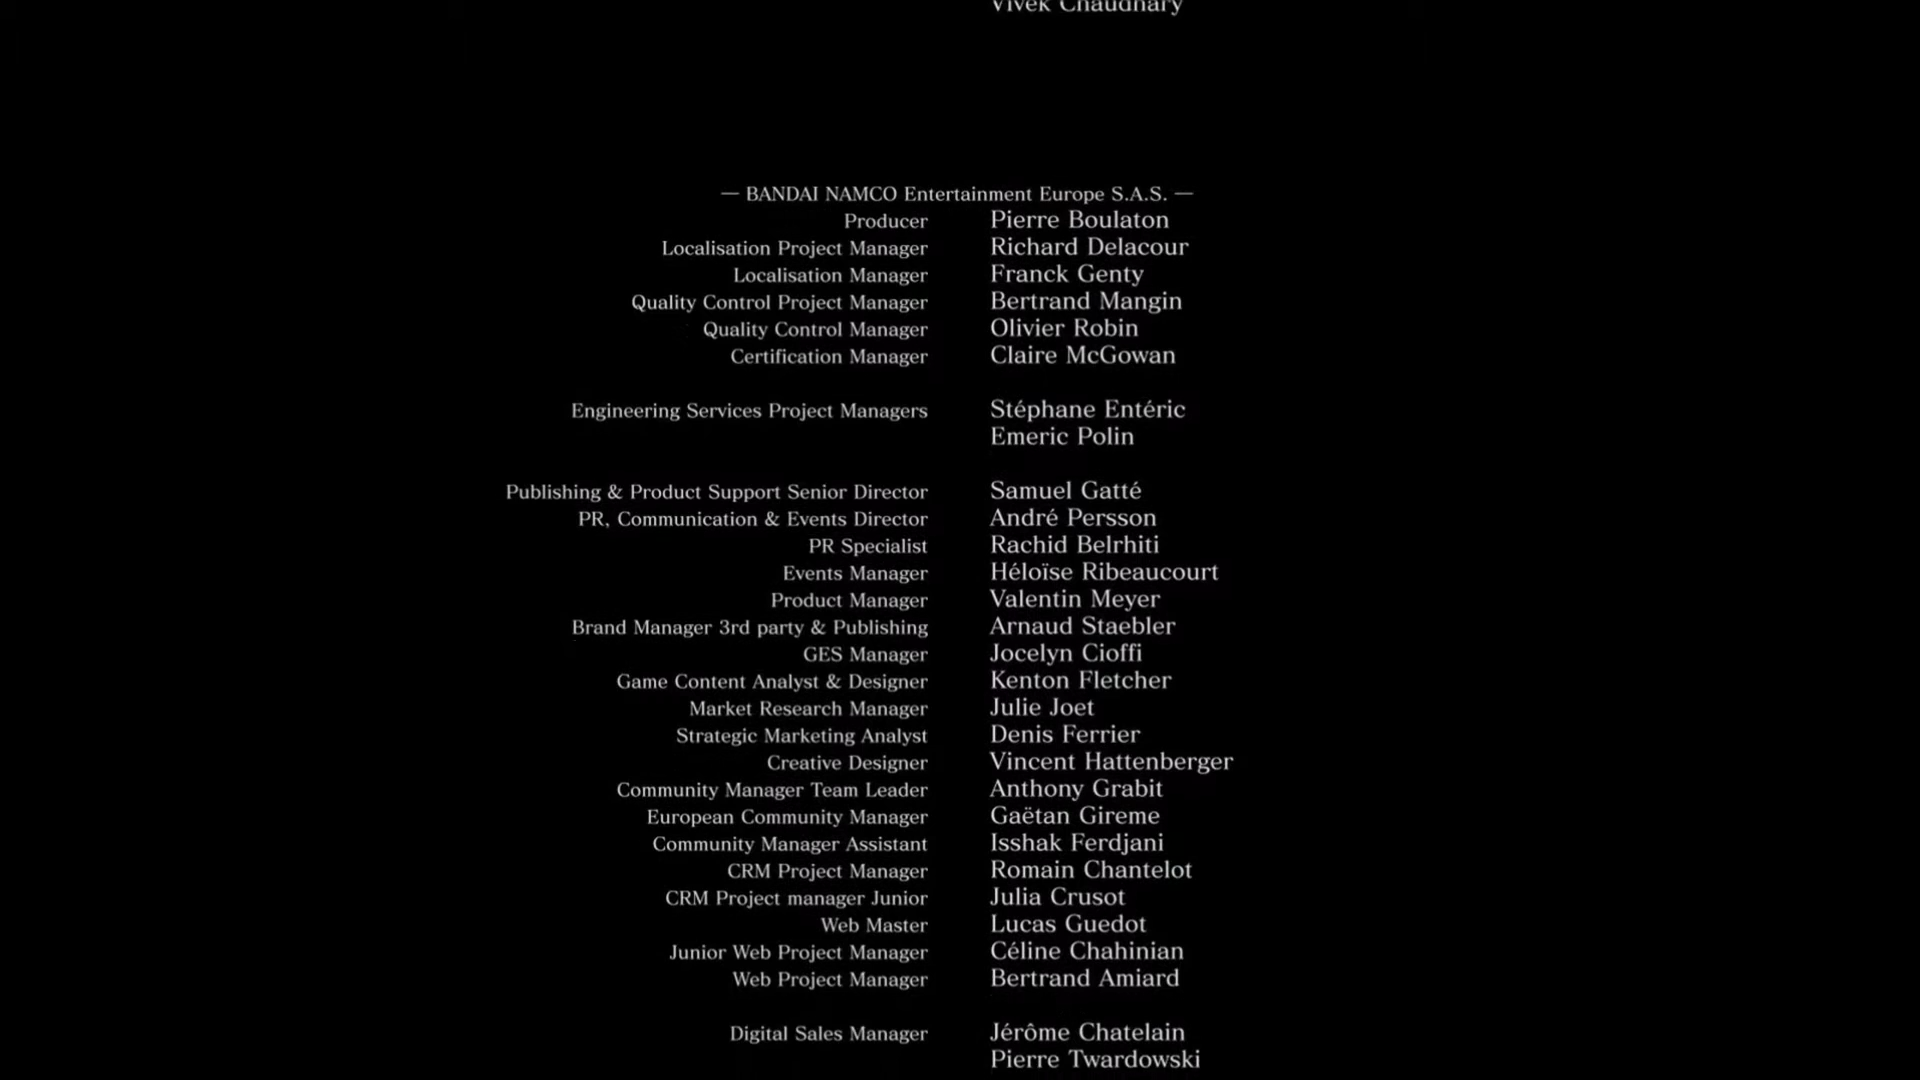 Vivek Chaudhary
— BANDAI NAMCO Entertainment Europe S.A.S. —
Producer Pierre Boulaton
Localisation Project Manager Richard Delacour
Localisation Manager Franck Genty
Quality Control Project Manager Bertrand Mangin
Quality Control Manager Olivier Robin
Certification Manager Claire McGowan
Engineering Services Project Managers Stéphane Entéric
Emeric Polin
Publishing & Product Support Senior Director Samuel Gatté
PR, Communication & Events Director André Persson
PR Specialist Rachid Belrhiti
Events Manager Héloïse Ribeaucourt
Product Manager Valentin Meyer
Brand Manager 3rd party & Publishing Arnaud Staebler
GES Manager Jocelyn Cioffi
Game Content Analyst & Designer Kenton Fletcher
Market Research Manager Julie Joet
Strategic Marketing Analyst Denis Ferrier
Creative Designer Vincent Hattenberger
Community Manager Team Leader Anthony Grabit
European Community Manager Gaëtan Gireme
Community Manager Assistant Isshak Ferdjani
CRM Project Manager Romain Chantelot
CRM Project manager Junior Julia Crusot
Web Master Lucas Guedot
Junior Web Project Manager Céline Chahinian
Web Project Manager Bertrand Amiard
Digital Sales Manager Jérôme Chatelain
Pierre Twardowski